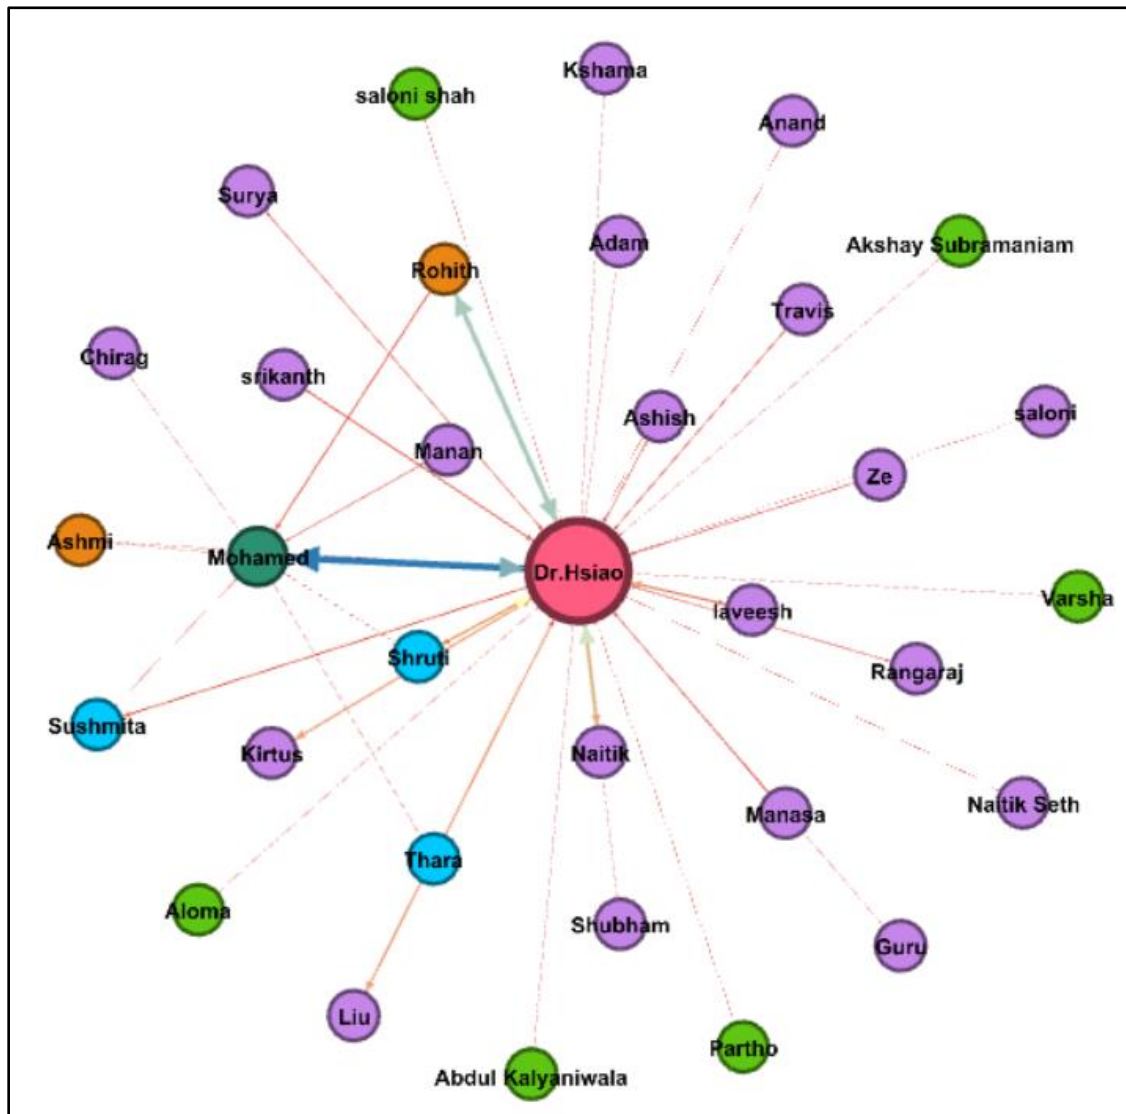 Kshama
saloni shah
Anand
Surya
Adam
Akshay Subramaniam
Rohith
Travis
Chirag
srikanth
Ashish
saloni
Manan
Ze
Ashmi
Mohamed
Dr.Hsiao
Varsha
laveesh
Shruti
Rangaraj
Sushmita
Kirtus
Naitik
Naitik Seth
Manasa
Thara
Aloma
Shubham
Guru
Liu
Partho
Abdul Kalyaniwala